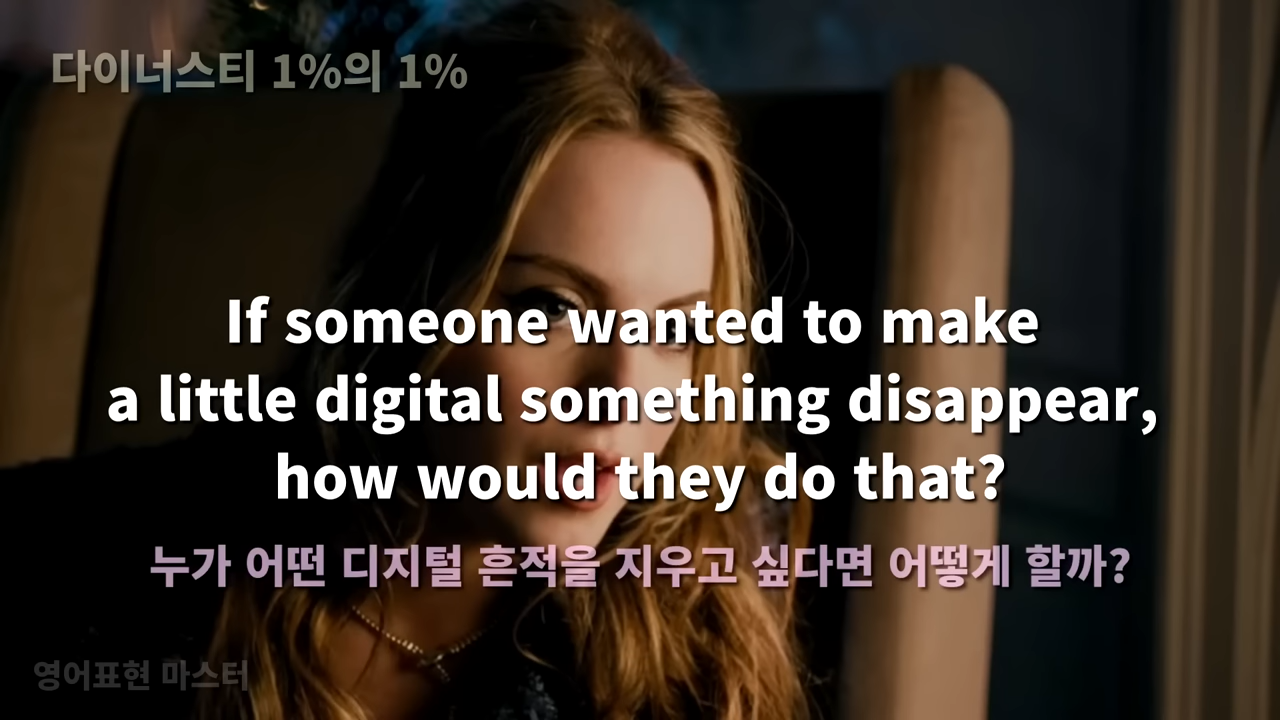 다이너스티 1%의 1%
If someone wanted to make
a little digital something disappear,
how would they do that?
누가 어떤 디지털 흔적을 지우고 싶다면 어떻게 할까?
영어표현 마스터